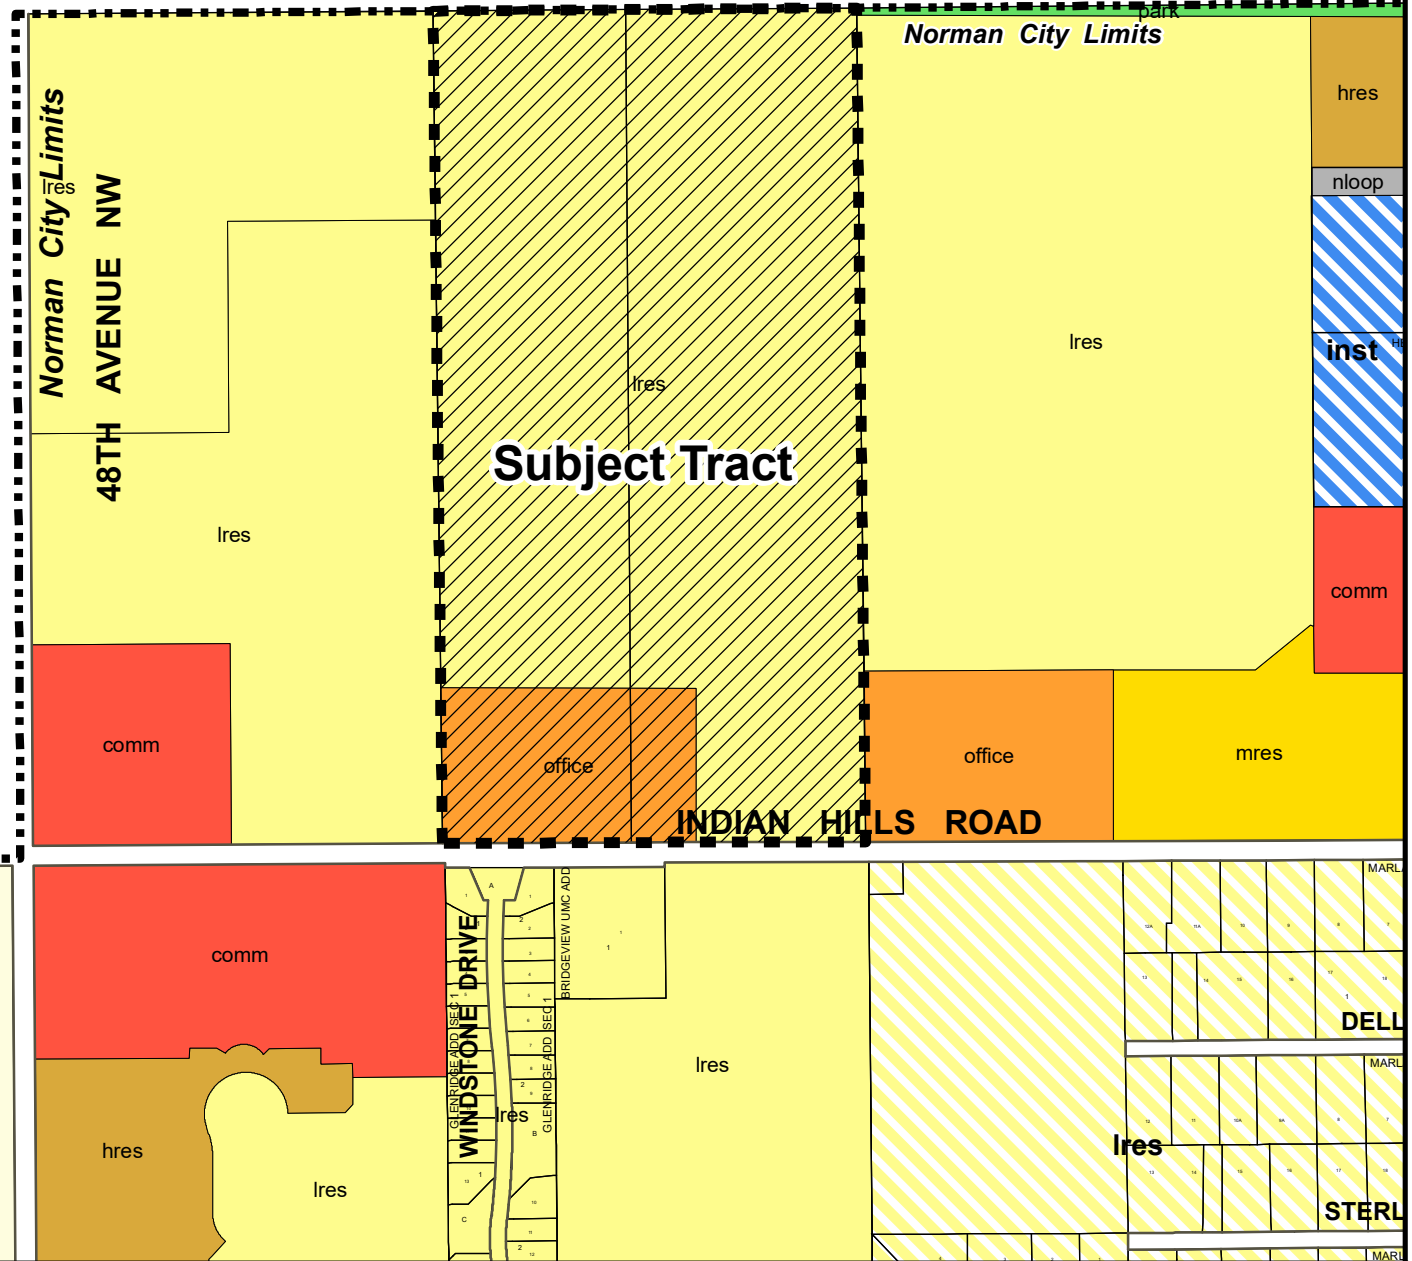 park
Norman City Limits
hres
Norman City Limits
lres
48TH AVENUE NW
nloop
lres
inst
lres
Subject Tract
lres
comm
comm
office
office
mres
INDIAN HILLS ROAD
comm
WINDSTONE DRIVE
GLENRIDGE ADD SEC 1
GLENRIDGE ADD SEC 1
BRIDGEVIEW UMC ADD
A
1
lres
lres
hres
lres
B
C
lres
MARL
DELL
MARL
STERL
MARL